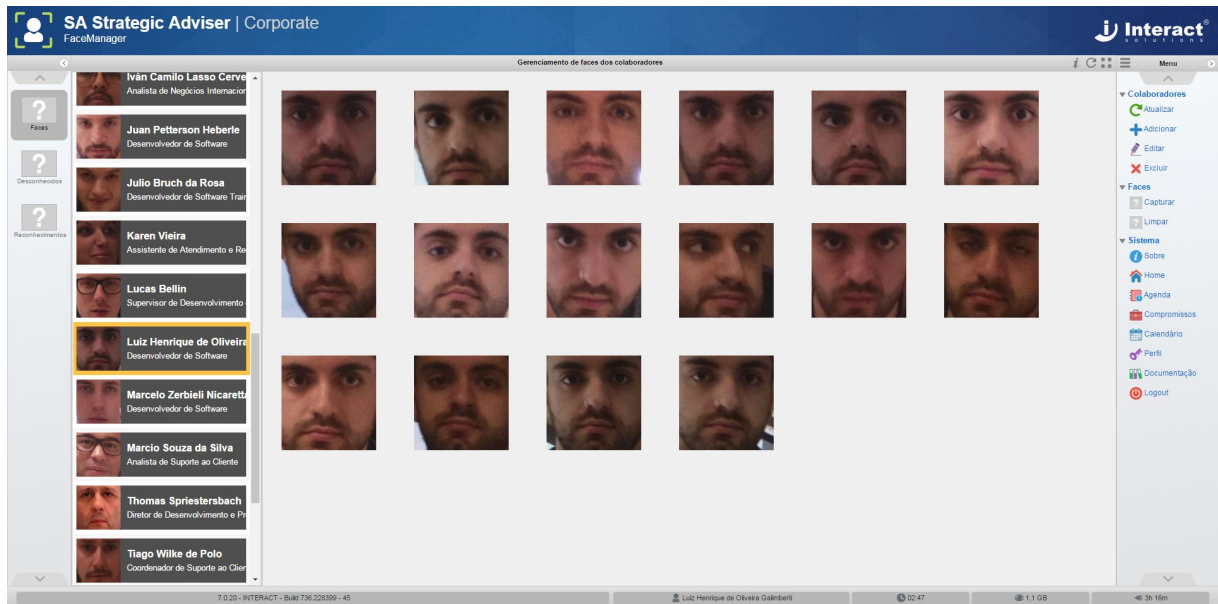 SA Strategic Adviser | Corporate
FaceManager
Interact®
solutions
Gerenciamento de faces dos colaboradores
Menu
Faces
Desconhecidos
Reconhecimentos
Iván Camilo Lasso Cerve
Analista de Negócios Internacior
Juan Petterson Heberle
Desenvolvedor de Software
Julio Bruch da Rosa
Desenvolvedor de Software Train
Karen Vieira
Assistente de Atendimento e Re
Lucas Bellin
Supervisor de Desenvolvimento
Luiz Henrique de Oliveira
Desenvolvedor de Software
Marcelo Zerbieli Nicaretta
Desenvolvedor de Software
Marcio Souza da Silva
Analista de Suporte ao Cliente
Thomas Spriestersbach
Diretor de Desenvolvimento e Pr
Tiago Wilke de Polo
Coordenador de Suporte ao Clien
Colaboradores
Atualizar
Adicionar
Editar
Excluir
Faces
Capturar
Limpar
Sistema
Sobre
Home
Agenda
Compromissos
Calendário
Perfil
Documentação
Logout
7.0.20 - INTERACT - Build 736.228399 - 45
Luiz Henrique de Oliveira Galimberti
02:47
1,1 GB
3h 16m